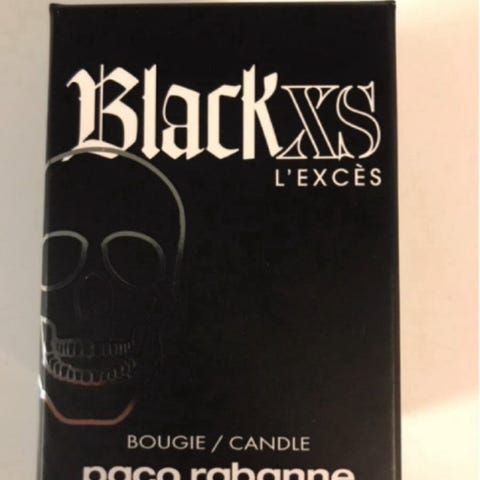 BlackXS
L'EXCÈS
BOUGIE / CANDLE
paco rabanne